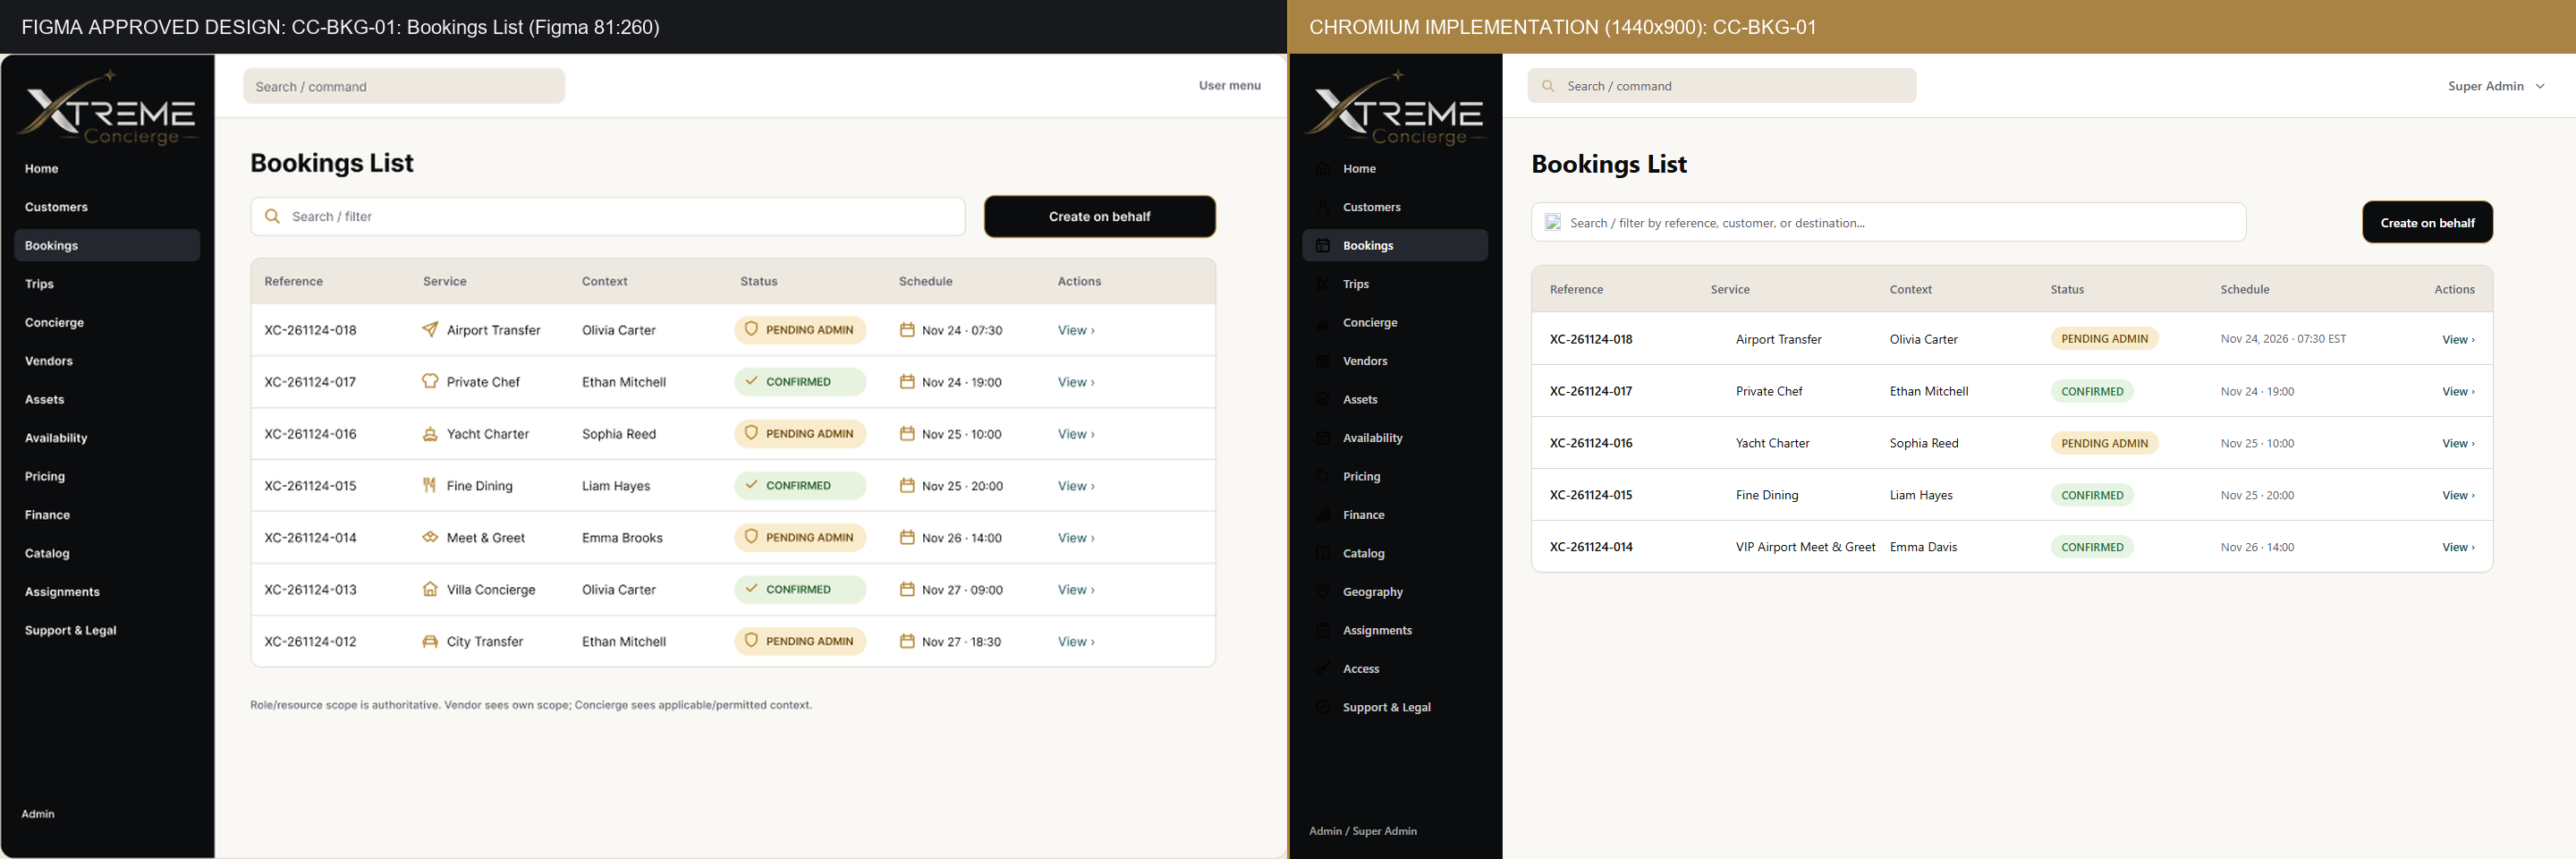 FIGMA APPROVED DESIGN: CC-BKG-01: Bookings List (Figma 81:260)
XTREME
Concierge
Home
Customers
Bookings
Trips
Concierge
Vendors
Assets
Availability
Pricing
Finance
Catalog
Assignments
Support & Legal
Admin
Search / command
User menu
Bookings List
Search / filter
Create on behalf
Reference Service Context Status Schedule Actions
XC-261124-018 Airport Transfer Olivia Carter PENDING ADMIN Nov 24 · 07:30 View ›
XC-261124-017 Private Chef Ethan Mitchell CONFIRMED Nov 24 · 19:00 View ›
XC-261124-016 Yacht Charter Sophia Reed PENDING ADMIN Nov 25 · 10:00 View ›
XC-261124-015 Fine Dining Liam Hayes CONFIRMED Nov 25 · 20:00 View ›
XC-261124-014 Meet & Greet Emma Brooks PENDING ADMIN Nov 26 · 14:00 View ›
XC-261124-013 Villa Concierge Olivia Carter CONFIRMED Nov 27 · 09:00 View ›
XC-261124-012 City Transfer Ethan Mitchell PENDING ADMIN Nov 27 · 18:30 View ›
Role/resource scope is authoritative. Vendor sees own scope; Concierge sees applicable/permitted context.
CHROMIUM IMPLEMENTATION (1440x900): CC-BKG-01
XTREME
Concierge
Home
Customers
Bookings
Trips
Concierge
Vendors
Assets
Availability
Pricing
Finance
Catalog
Geography
Assignments
Access
Support & Legal
Admin / Super Admin
Search / command
Super Admin
Bookings List
Search / filter by reference, customer, or destination...
Create on behalf
Reference Service Context Status Schedule Actions
XC-261124-018 Airport Transfer Olivia Carter PENDING ADMIN Nov 24, 2026 · 07:30 EST View ›
XC-261124-017 Private Chef Ethan Mitchell CONFIRMED Nov 24 · 19:00 View ›
XC-261124-016 Yacht Charter Sophia Reed PENDING ADMIN Nov 25 · 10:00 View ›
XC-261124-015 Fine Dining Liam Hayes CONFIRMED Nov 25 · 20:00 View ›
XC-261124-014 VIP Airport Meet & Greet Emma Davis CONFIRMED Nov 26 · 14:00 View ›